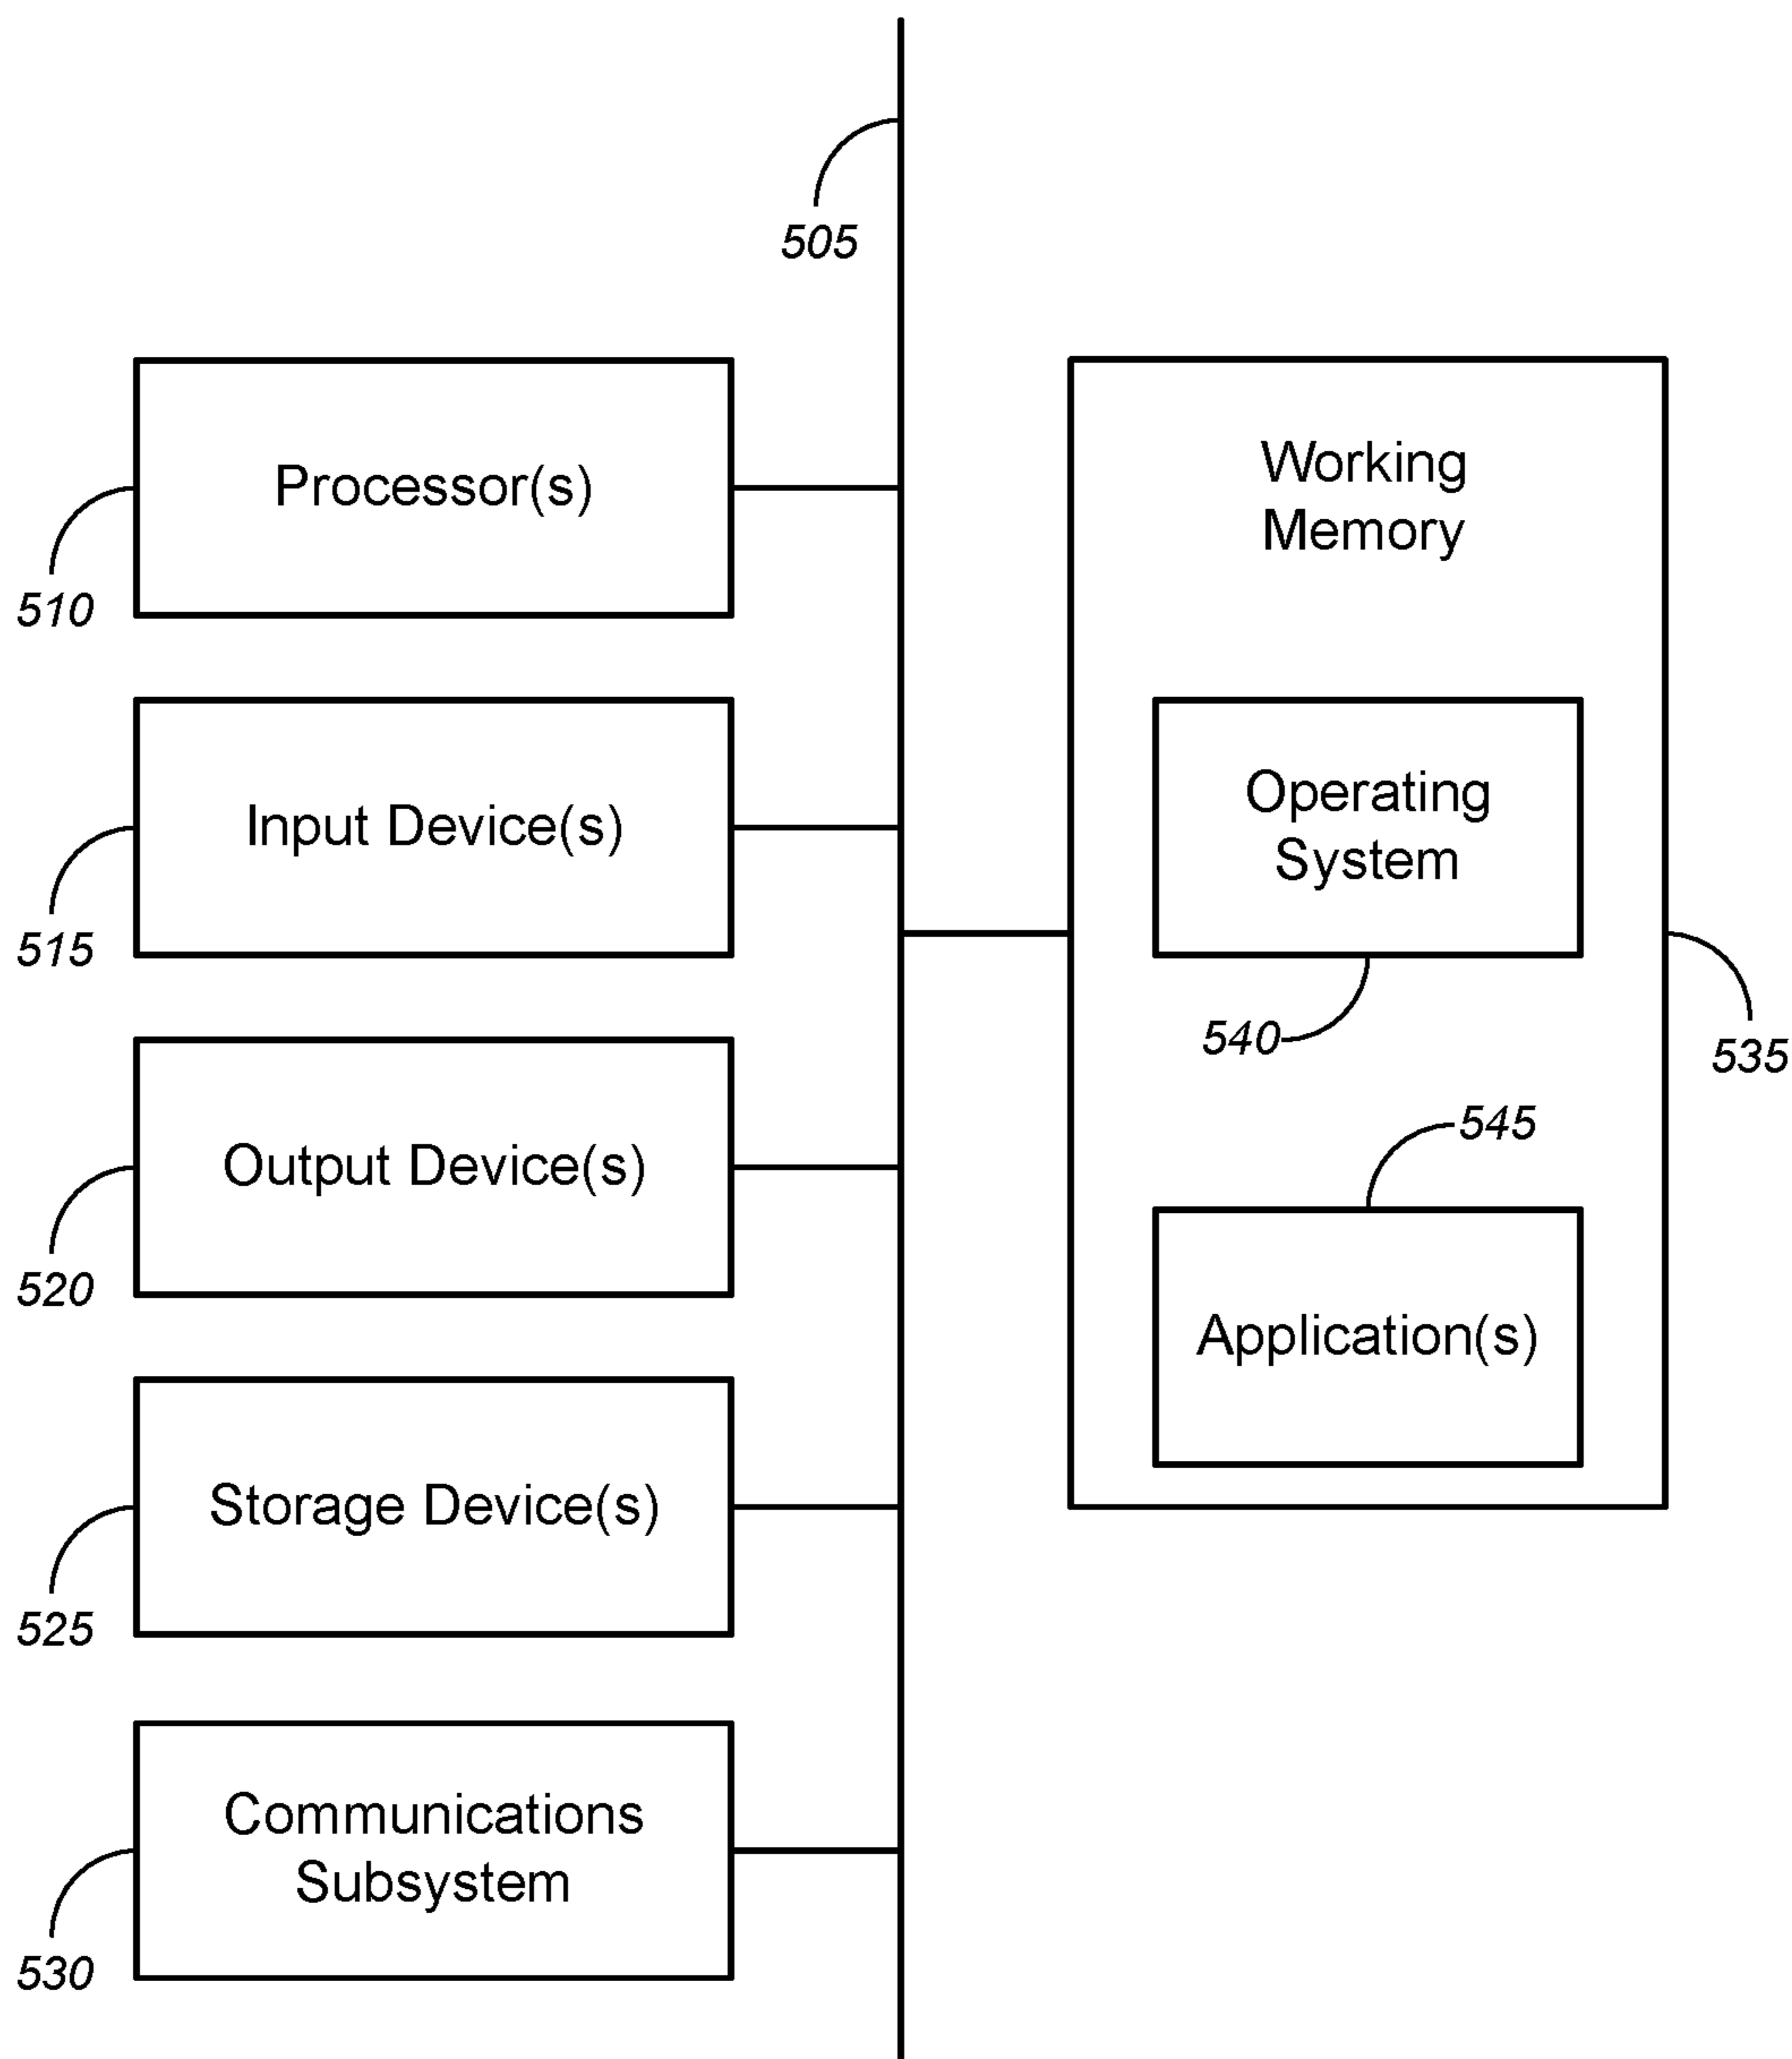 505
Processor(s)
510
Input Device(s)
515
Output Device(s)
520
Storage Device(s)
525
Communications
Subsystem
530
Working
Memory
Operating
System
540
535
545
Application(s)